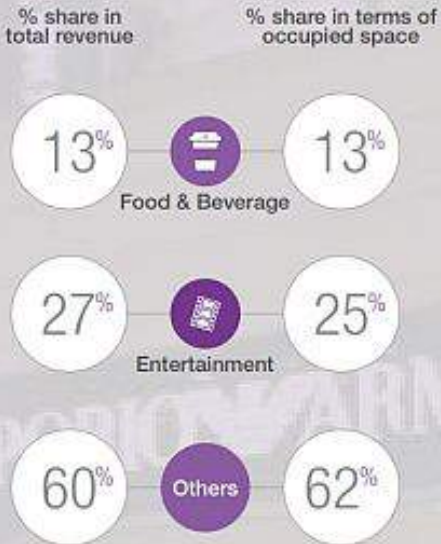 % share in
total revenue
% share in terms of
occupied space
13%
13%
Food & Beverage
27%
25%
Entertainment
60%
Others
62%